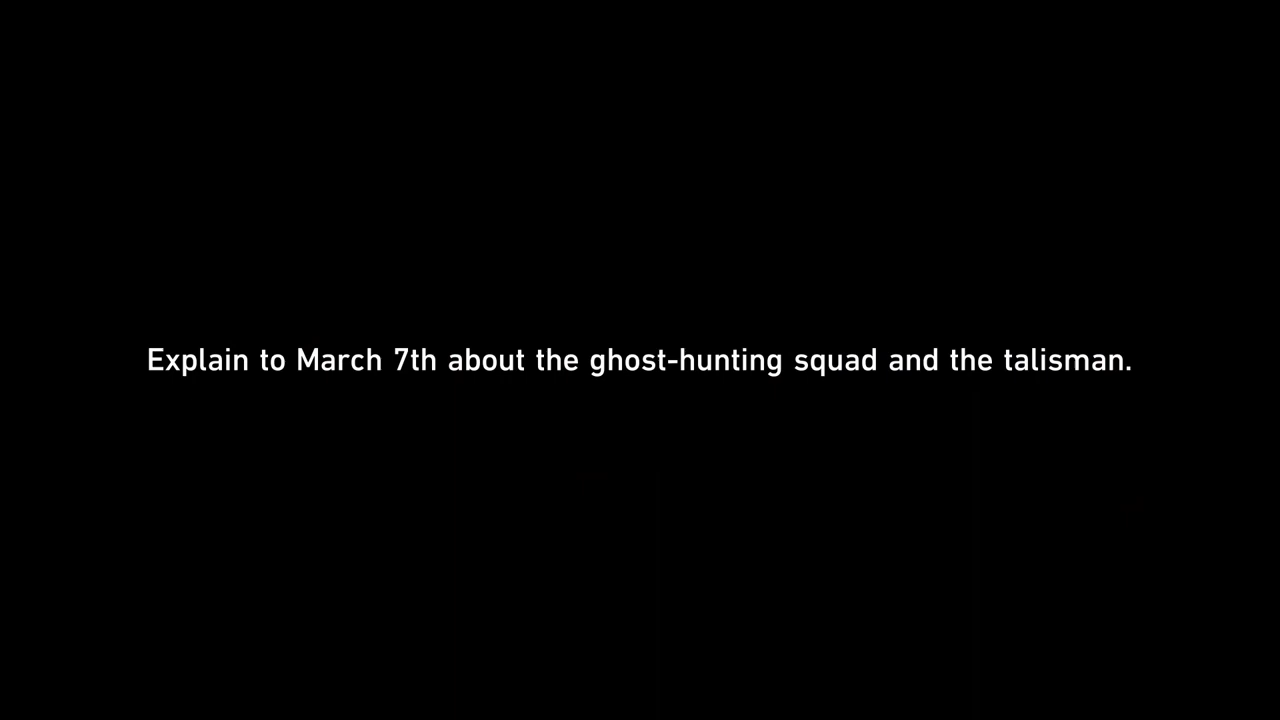 Explain to March 7th about the ghost-hunting squad and the talisman.